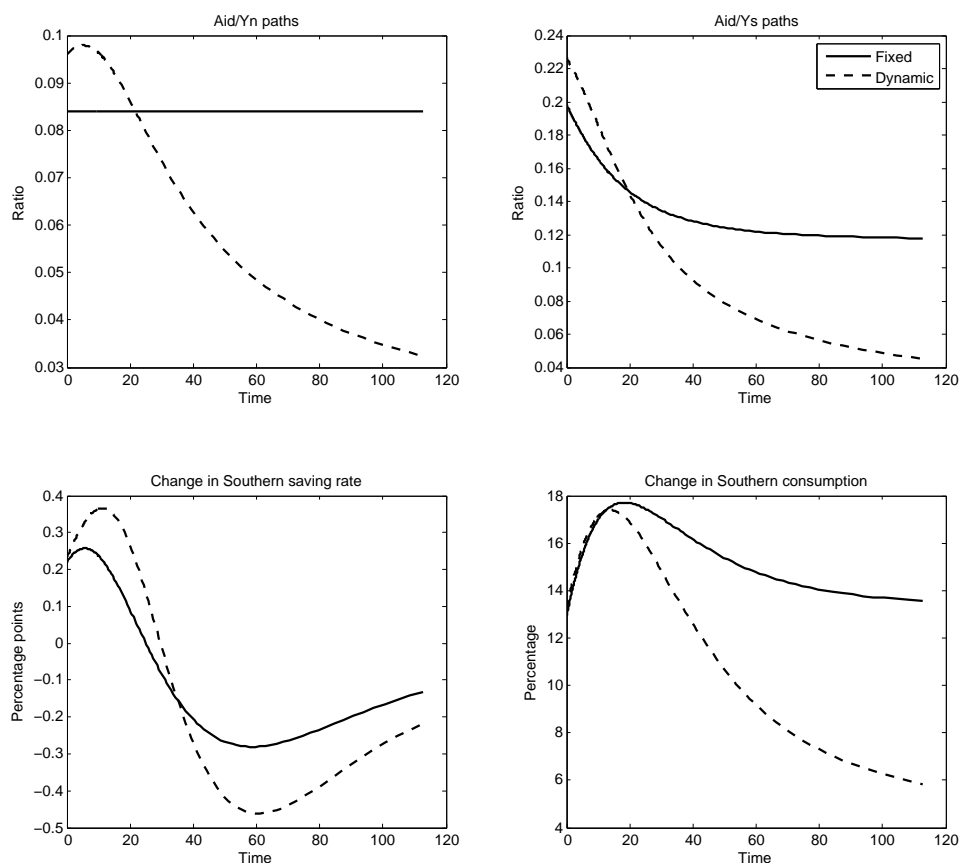 Aid/Yn paths
0.1
0.09
0.08
0.07
0.06
0.05
0.04
0.03
Ratio
0 20 40 60 80 100 120
Time
Aid/Ys paths
0.24
0.22
0.2
0.18
0.16
0.14
0.12
0.1
0.08
0.06
0.04
Ratio
Fixed
Dynamic
0 20 40 60 80 100 120
Time
Change in Southern saving rate
0.4
0.3
0.2
0.1
0
−0.1
−0.2
−0.3
−0.4
−0.5
Percentage points
0 20 40 60 80 100 120
Time
Change in Southern consumption
18
16
14
12
10
8
6
4
Percentage
0 20 40 60 80 100 120
Time